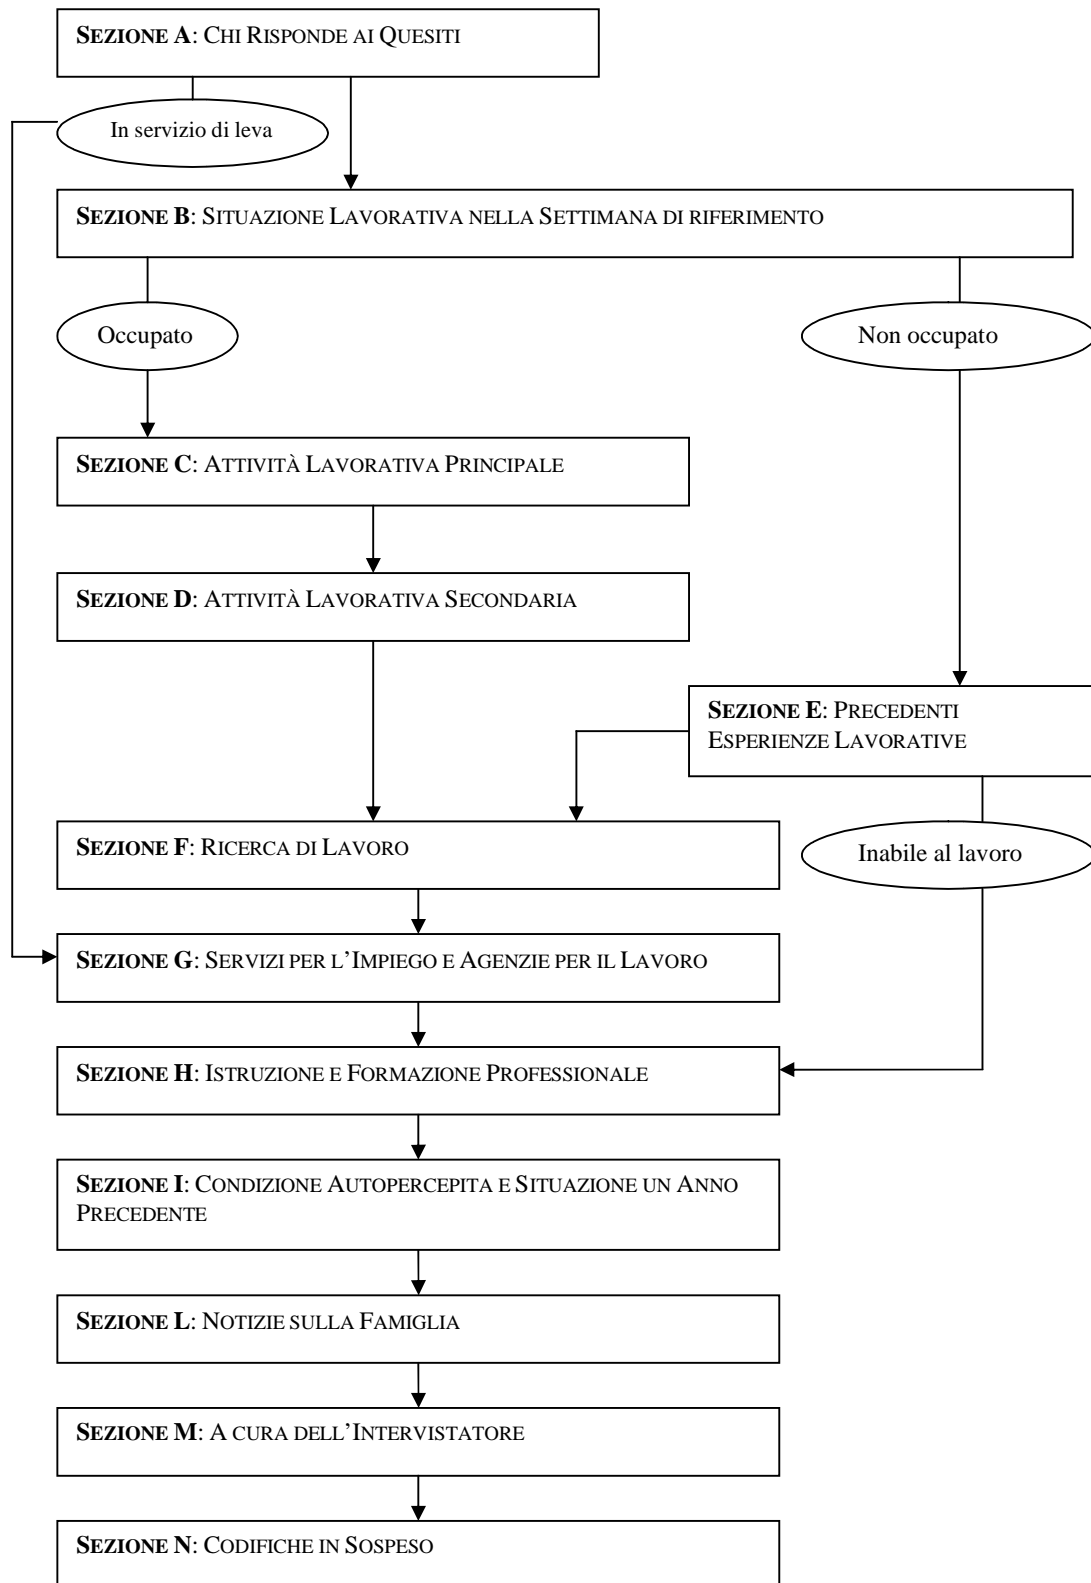 SEZIONE A: CHI RISPONDE AI QUESITI
In servizio di leva
SEZIONE B: SITUAZIONE LAVORATIVA NELLA SETTIMANA DI RIFERIMENTO
Occupato
Non occupato
SEZIONE C: ATTIVITÀ LAVORATIVA PRINCIPALE
SEZIONE D: ATTIVITÀ LAVORATIVA SECONDARIA
SEZIONE E: PRECEDENTI
ESPERIENZE LAVORATIVE
SEZIONE F: RICERCA DI LAVORO
Inabile al lavoro
SEZIONE G: SERVIZI PER L’IMPIEGO E AGENZIE PER IL LAVORO
SEZIONE H: ISTRUZIONE E FORMAZIONE PROFESSIONALE
SEZIONE I: CONDIZIONE AUTOPERCEPITA E SITUAZIONE UN ANNO
PRECEDENTE
SEZIONE L: NOTIZIE SULLA FAMIGLIA
SEZIONE M: A CURA DELL’INTERVISTATORE
SEZIONE N: CODIFICHE IN SOSPESO